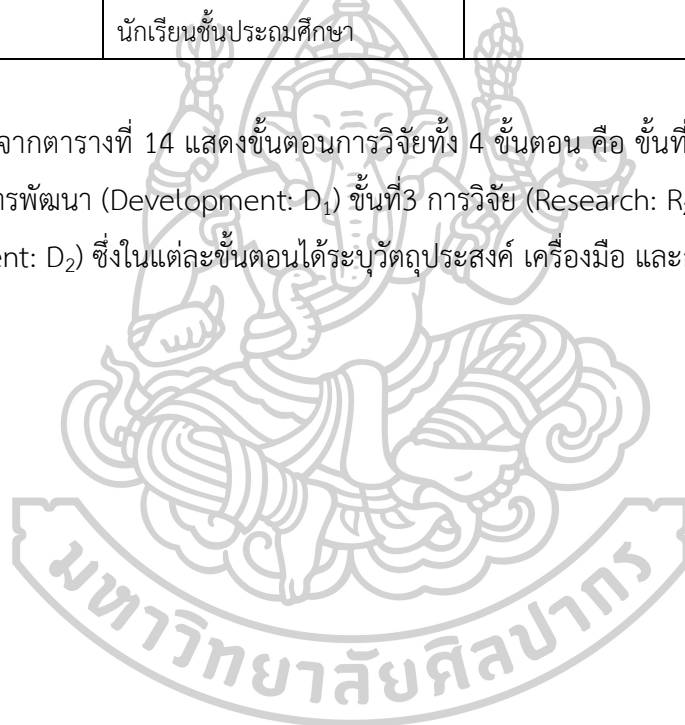 นักเรียนชั้นประถมศึกษา
จากตารางที่ 14 แสดงขั้นตอนการวิจัยทั้ง 4 ขั้นตอน คือ ขั้นที่
ารพัฒนา (Development: D₁) ขั้นที่3 การวิจัย (Research: R
ent: D₂) ซึ่งในแต่ละขั้นตอนได้ระบุวัตถุประสงค์ เครื่องมือ และ
มหาวิทยาลัยศิลปากร